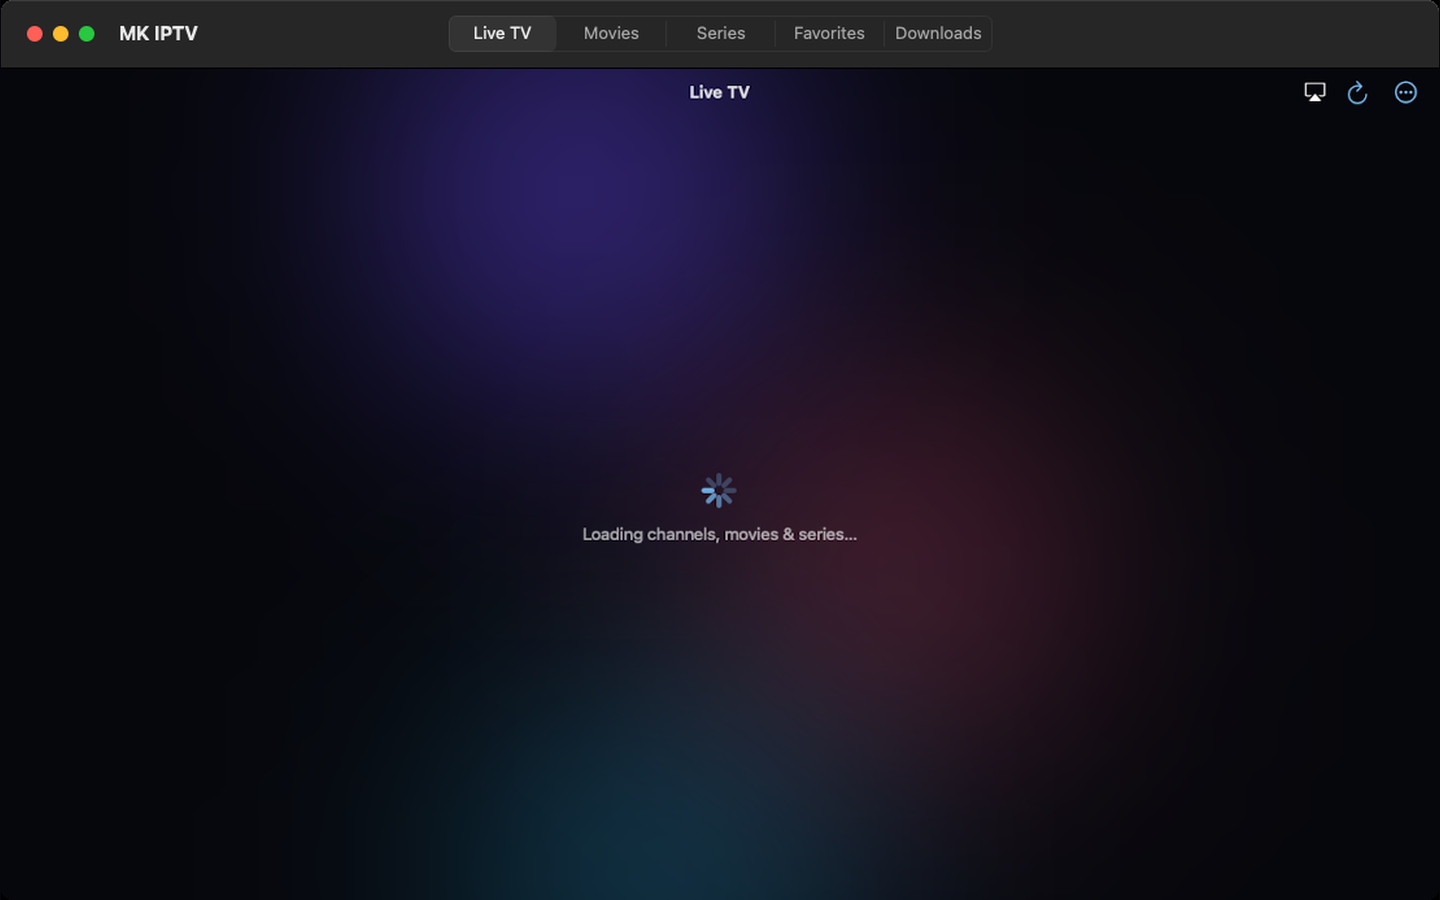 MK IPTV
Live TV
Movies
Series
Favorites
Downloads
Live TV
Loading channels, movies & series...